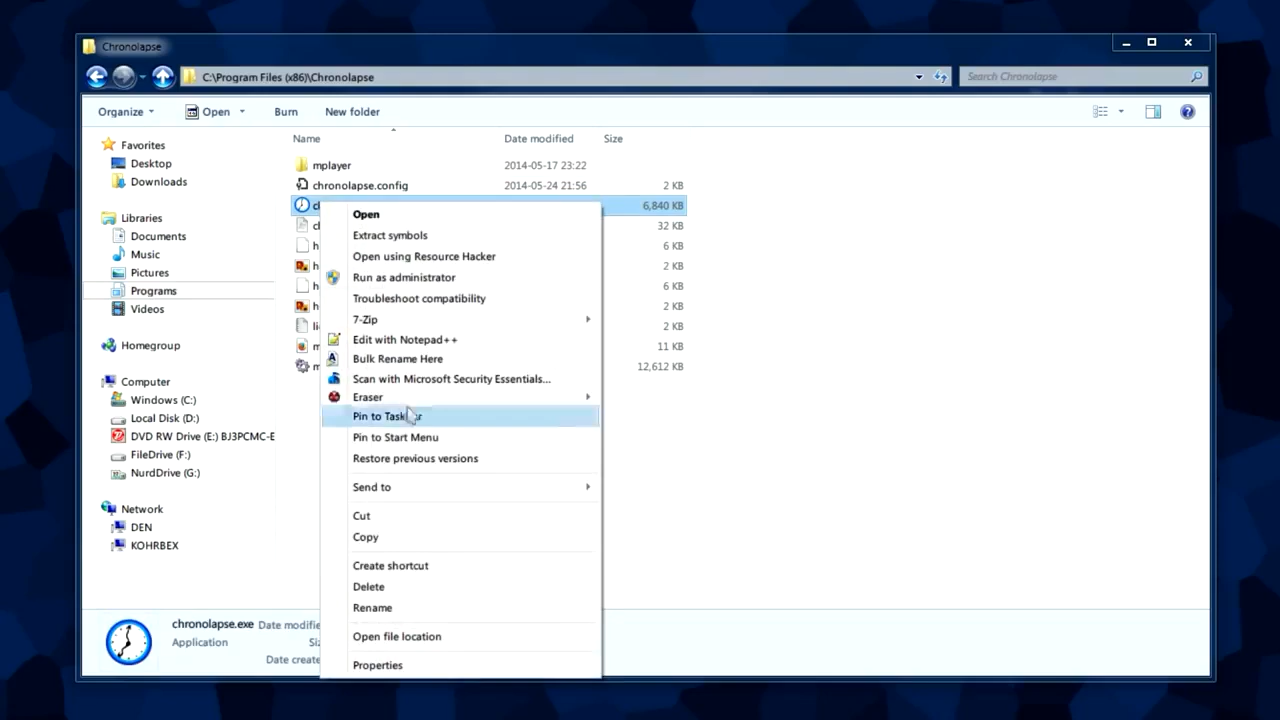 Chronolapse
C:\Program Files (x86)\Chronolapse
Search Chronolapse
Organize
Open
Burn
New folder
Name
Date modified
Size
Favorites
Desktop
Downloads
Libraries
Documents
Music
Pictures
Programs
Videos
Homegroup
Computer
Windows (C:)
Local Disk (D:)
DVD RW Drive (E:) BJ3PCMC-E
FileDrive (F:)
NurdDrive (G:)
Network
DEN
KOHRBEX
mplayer 2014-05-17 23:22
chronolapse.config 2014-05-24 21:56 2 KB
6,840 KB
32 KB
6 KB
2 KB
6 KB
2 KB
2 KB
11 KB
12,612 KB
Open
Extract symbols
Open using Resource Hacker
Run as administrator
Troubleshoot compatibility
7-Zip
Edit with Notepad++
Bulk Rename Here
Scan with Microsoft Security Essentials...
Eraser
Pin to
Pin to Start Menu
Restore previous versions
Send to
Cut
Copy
Create shortcut
Delete
Rename
Open file location
Properties
chronolapse.exe Date
Application
Date